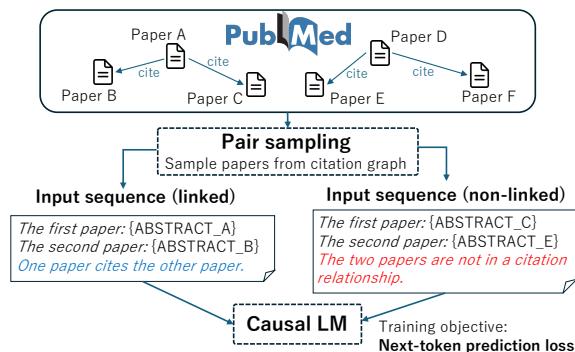 PubMed
Paper A
Paper D
cite
cite
cite
cite
Paper B
Paper C
Paper E
Paper F
Pair sampling
Sample papers from citation graph
Input sequence (linked)
The first paper: {ABSTRACT_A}
The second paper: {ABSTRACT_B}
One paper cites the other paper.
Input sequence (non-linked)
The first paper: {ABSTRACT_C}
The second paper: {ABSTRACT_E}
The two papers are not in a citation
relationship.
Causal LM
Training objective:
Next-token prediction loss